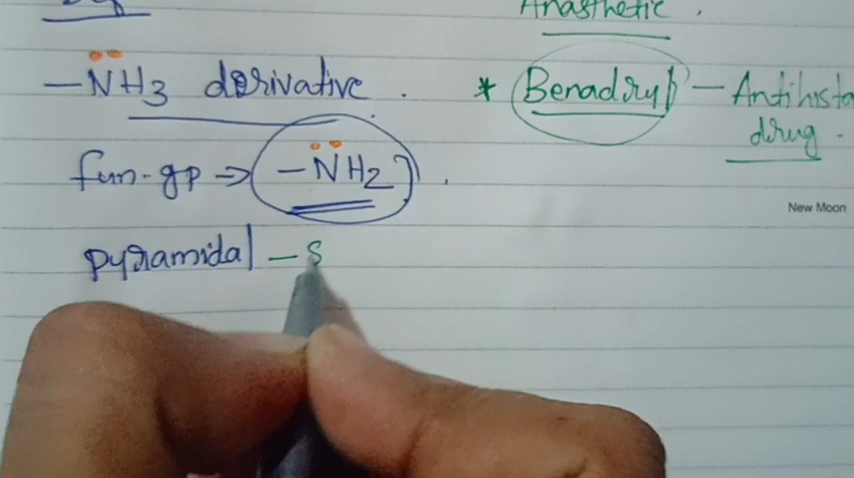 Anasthetic .
-NH3 derivative .
* Benadryl - Antihista
drug .
fun-gp => -NH2 .
New Moon
pyramidal - S